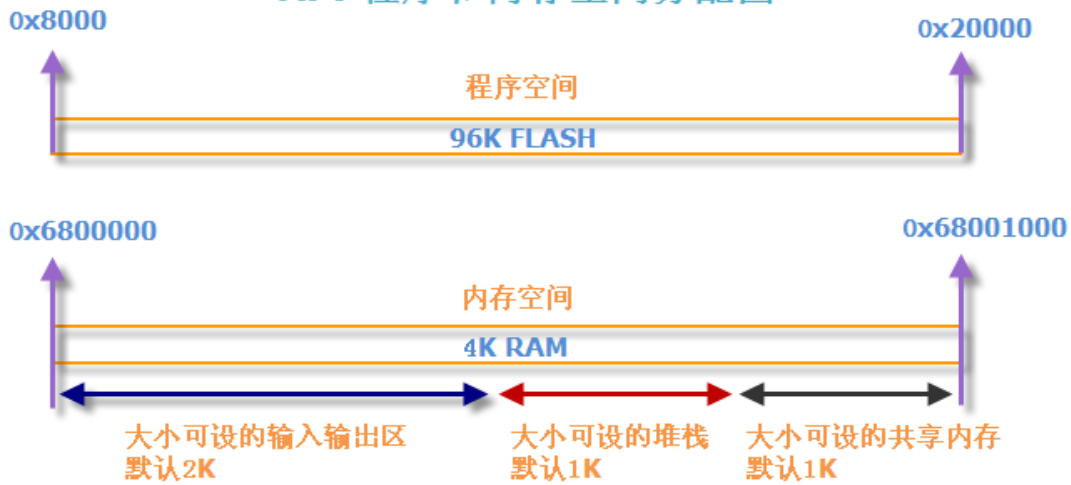 0x8000
0x20000
程序空间
96K FLASH
0x6800000
0x68001000
内存空间
4K RAM
大小可设的输入输出区
默认2K
大小可设的堆栈
默认1K
大小可设的共享内存
默认1K